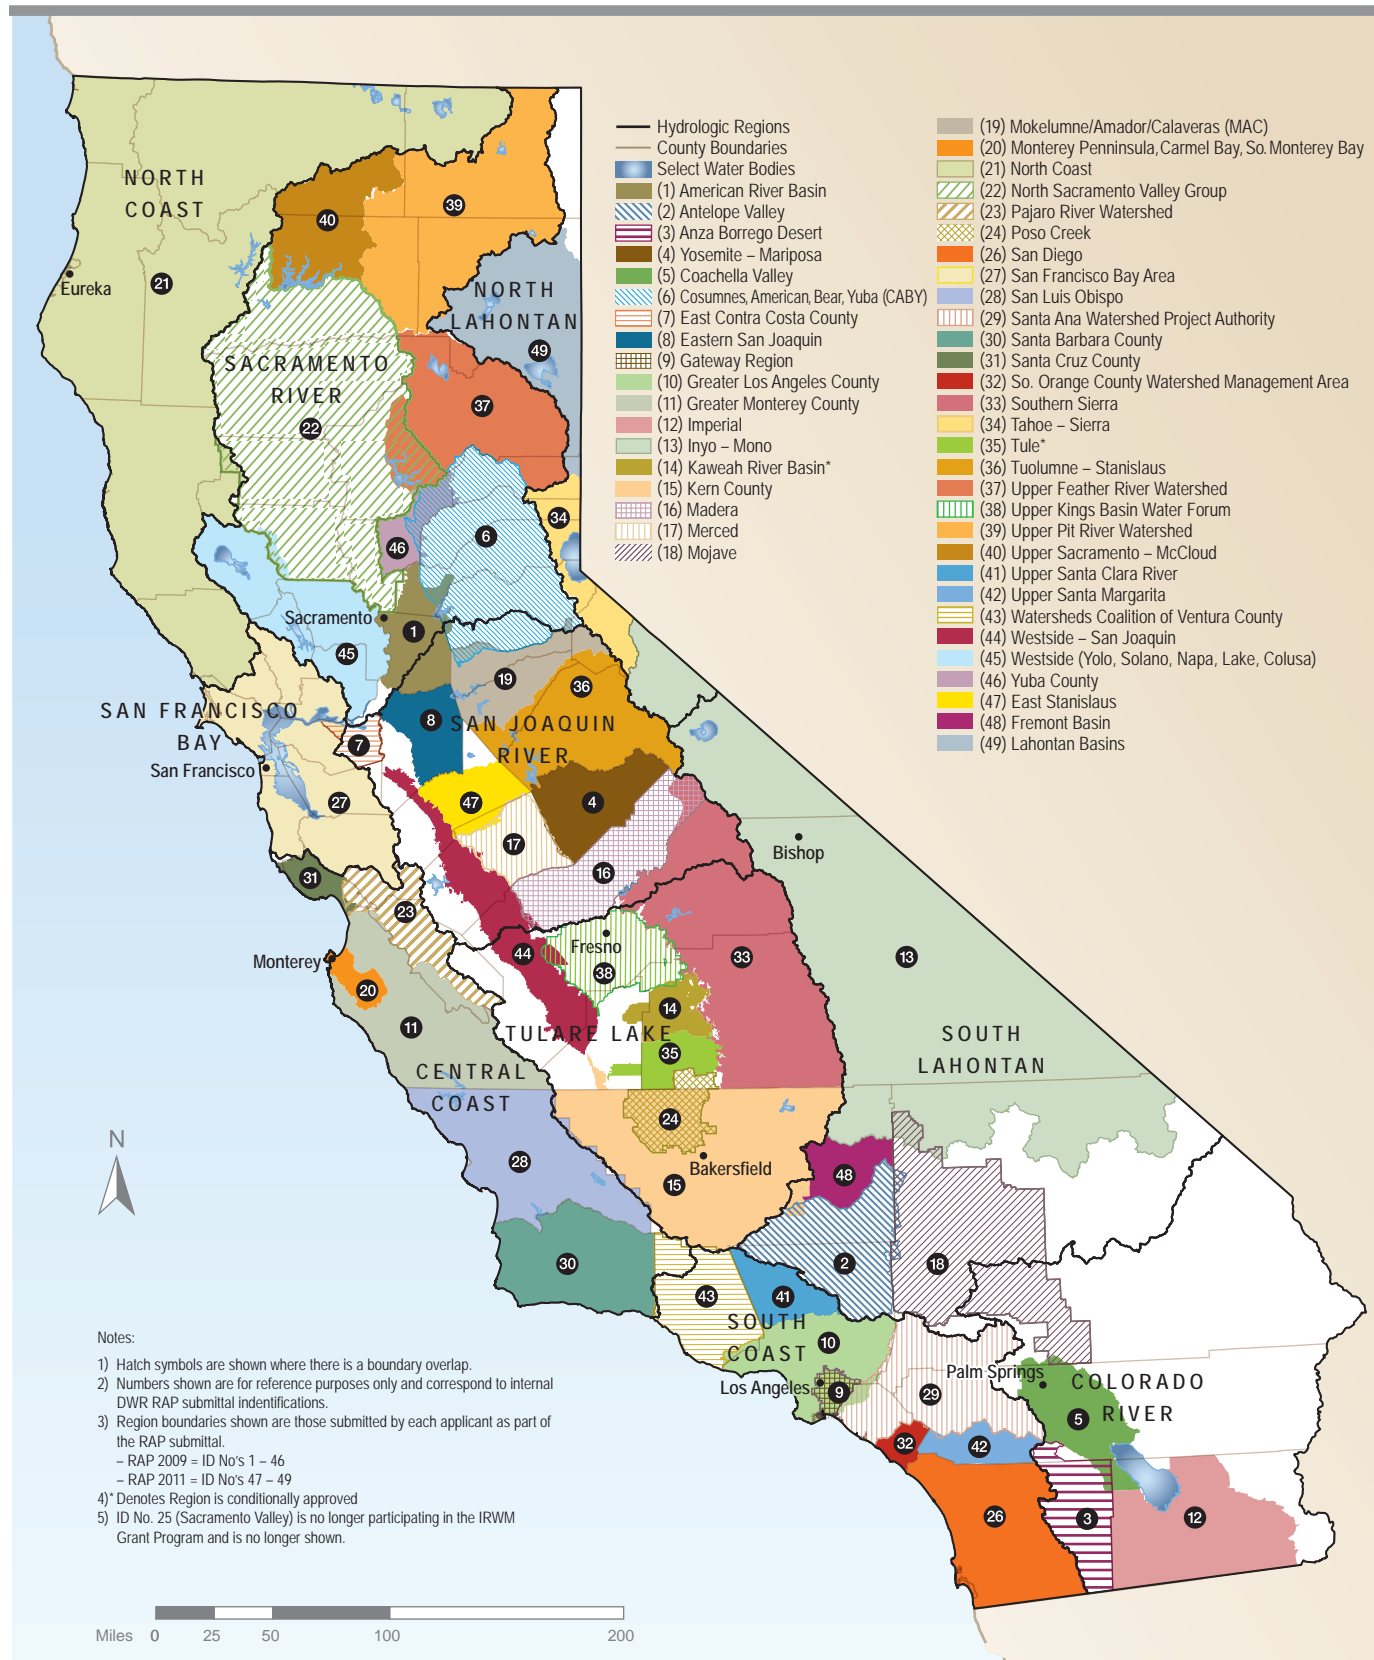 Hydrologic Regions
County Boundaries
Select Water Bodies
(1) American River Basin
(2) Antelope Valley
(3) Anza Borrego Desert
(4) Yosemite – Mariposa
(5) Coachella Valley
(6) Cosumnes, American, Bear, Yuba (CABY)
(7) East Contra Costa County
(8) Eastern San Joaquin
(9) Gateway Region
(10) Greater Los Angeles County
(11) Greater Monterey County
(12) Imperial
(13) Inyo – Mono
(14) Kaweah River Basin*
(15) Kern County
(16) Madera
(17) Merced
(18) Mojave
(19) Mokelumne/Amador/Calaveras (MAC)
(20) Monterey Penninsula, Carmel Bay, So. Monterey Bay
(21) North Coast
(22) North Sacramento Valley Group
(23) Pajaro River Watershed
(24) Poso Creek
(26) San Diego
(27) San Francisco Bay Area
(28) San Luis Obispo
(29) Santa Ana Watershed Project Authority
(30) Santa Barbara County
(31) Santa Cruz County
(32) So. Orange County Watershed Management Area
(33) Southern Sierra
(34) Tahoe – Sierra
(35) Tule*
(36) Tuolumne – Stanislaus
(37) Upper Feather River Watershed
(38) Upper Kings Basin Water Forum
(39) Upper Pit River Watershed
(40) Upper Sacramento – McCloud
(41) Upper Santa Clara River
(42) Upper Santa Margarita
(43) Watersheds Coalition of Ventura County
(44) Westside – San Joaquin
(45) Westside (Yolo, Solano, Napa, Lake, Colusa)
(46) Yuba County
(47) East Stanislaus
(48) Fremont Basin
(49) Lahontan Basins
NORTH
COAST
40
39
21
Eureka
NORTH
LAHONTAN
49
SACRAMENTO
RIVER
37
22
34
6
46
Sacramento
1
45
19
36
SAN FRANCISCO
BAY
8
SAN JOAQUIN
RIVER
7
San Francisco
27
47
4
17
Bishop
16
31
23
Fresno
44
38
33
13
Monterey
20
14
11
TULARE LAKE
35
SOUTH
LAHONTAN
CENTRAL
COAST
24
N
28
Bakersfield
15
48
30
2
18
43
41
SOUTH
COAST
10
Palm Springs
Los Angeles
9
29
COLORADO
RIVER
5
32
42
26
3
12
Notes:
1) Hatch symbols are shown where there is a boundary overlap.
2) Numbers shown are for reference purposes only and correspond to internal
DWR RAP submittal indentifications.
3) Region boundaries shown are those submitted by each applicant as part of
the RAP submittal.
– RAP 2009 = ID No's 1 – 46
– RAP 2011 = ID No's 47 – 49
4)* Denotes Region is conditionally approved
5) ID No. 25 (Sacramento Valley) is no longer participating in the IRWM
Grant Program and is no longer shown.
Miles 0 25 50 100 200